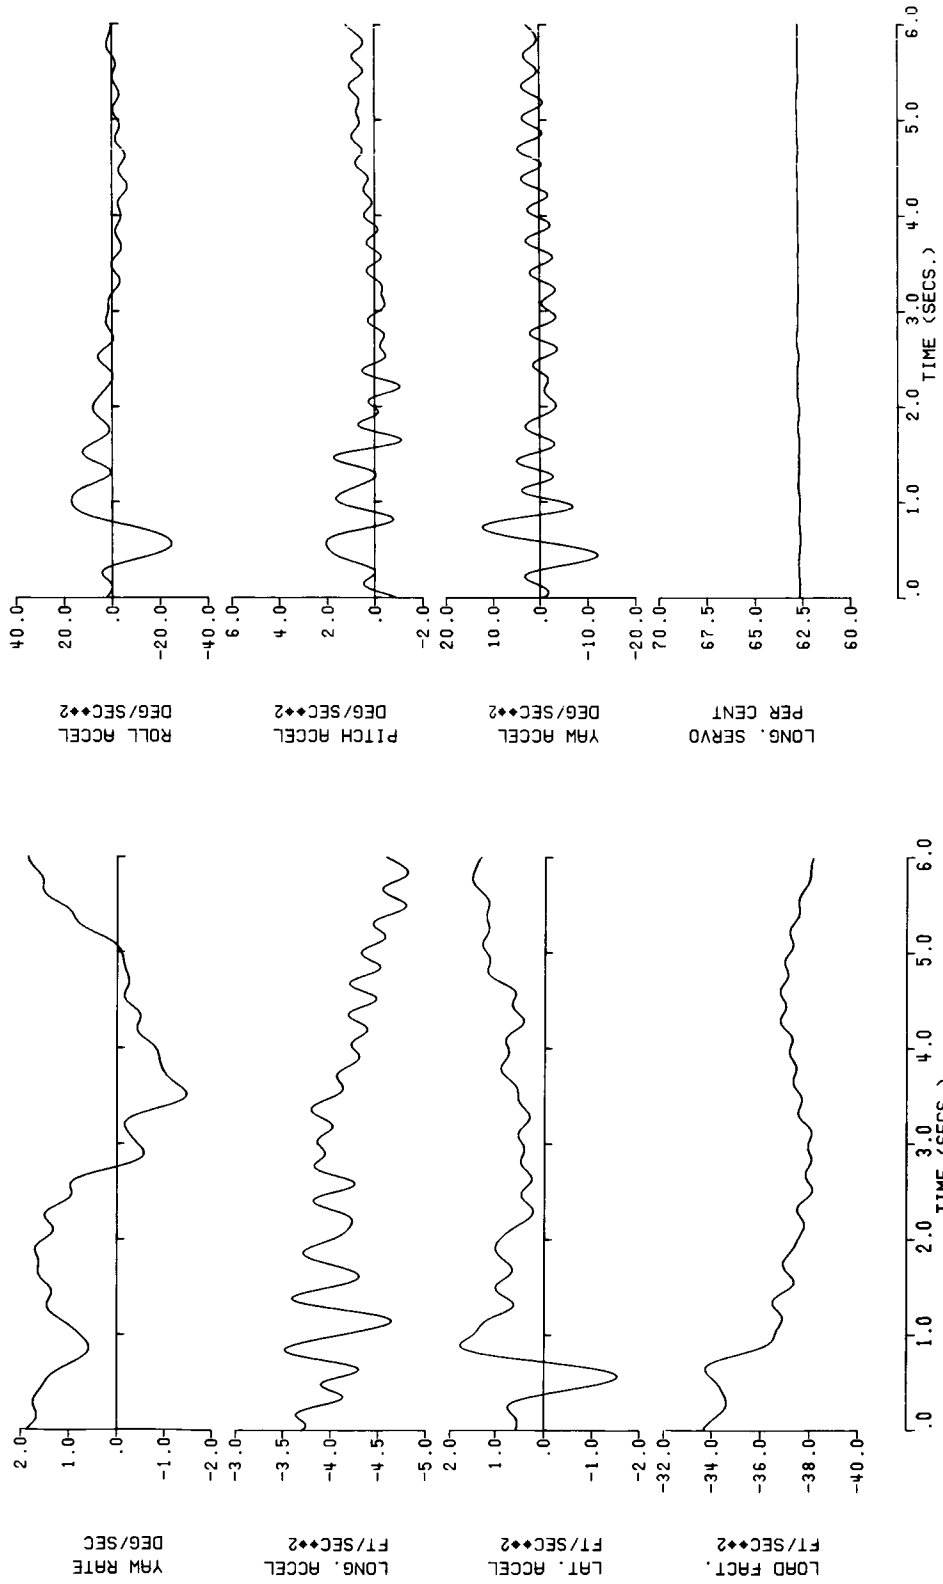 YAW RATE
DEG/SEC
2.0
1.0
.0
-1.0
-2.0
LONG. ACCEL
FT/SEC**2
-3.0
-3.5
-4.0
-4.5
-5.0
LAT. ACCEL
FT/SEC**2
2.0
1.0
.0
-1.0
-2.0
LOAD FACT.
FT/SEC**2
-32.0
-34.0
-36.0
-38.0
-40.0
.0 1.0 2.0 3.0 4.0 5.0 6.0
TIME (SECS.)
ROLL ACCEL
DEG/SEC**2
40.0
20.0
.0
-20.0
-40.0
PITCH ACCEL
DEG/SEC**2
6.0
4.0
2.0
.0
-2.0
YAW ACCEL
DEG/SEC**2
20.0
10.0
.0
-10.0
-20.0
LONG. SERVO
PER CENT
70.0
67.5
65.0
62.5
60.0
.0 1.0 2.0 3.0 4.0 5.0 6.0
TIME (SECS.)